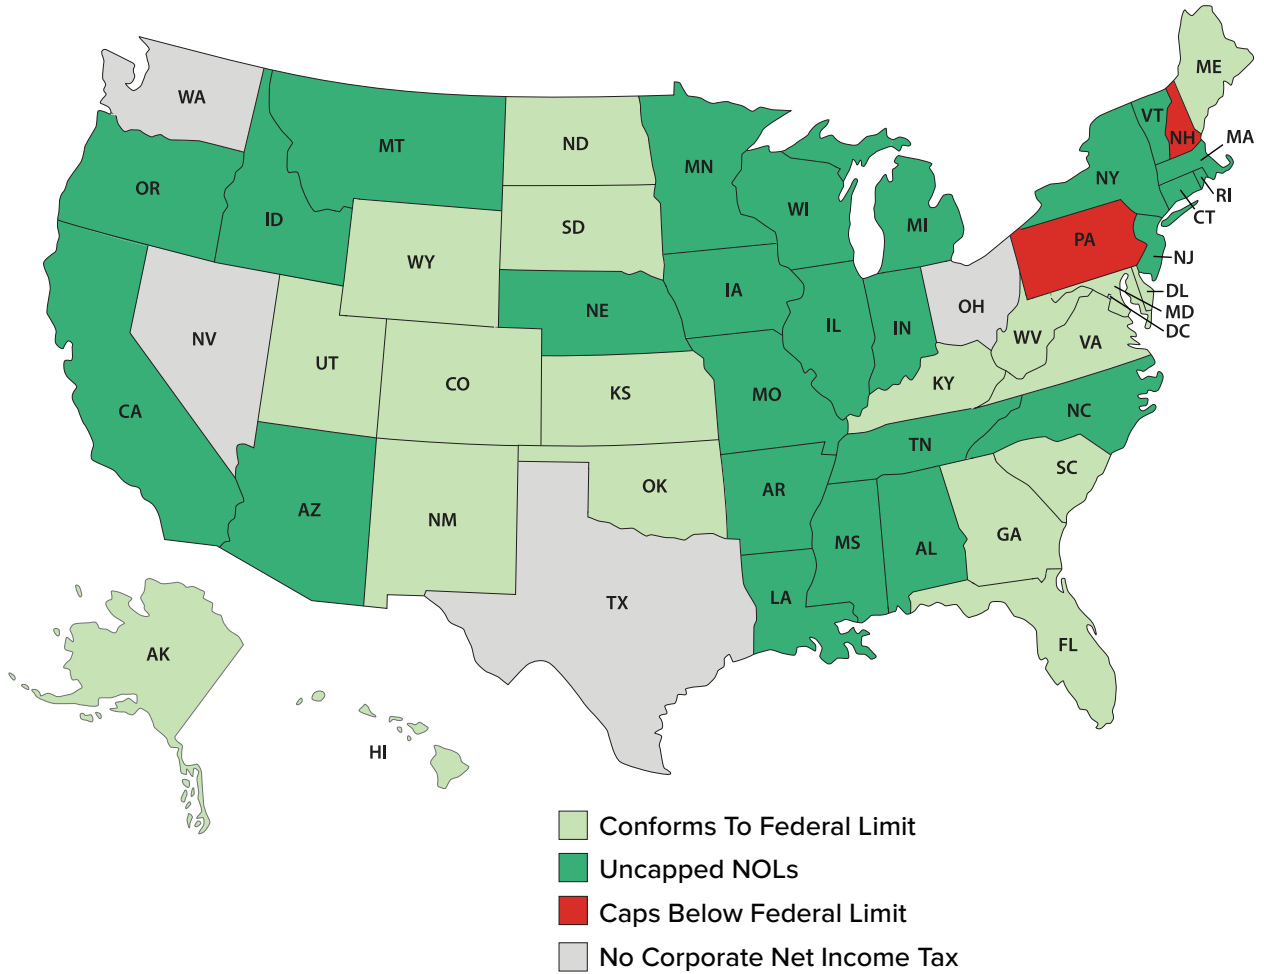 ME
WA
VT
NH
MA
MT
ND
MN
OR
NY
RI
ID
SD
WI
MI
CT
PA
WY
NJ
IA
DL
NE
OH
MD
NV
IL
IN
DC
UT
WV
VA
CO
KY
KS
MO
CA
NC
TN
SC
OK
AR
AZ
NM
GA
MS
AL
TX
LA
FL
AK
HI
Conforms To Federal Limit
Uncapped NOLs
Caps Below Federal Limit
No Corporate Net Income Tax